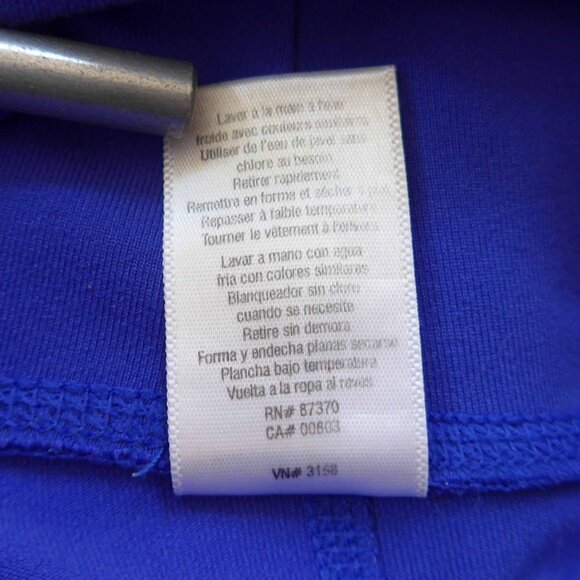 Laver à la main à l'eau
froide avec couleurs similaires
Utiliser de l'eau de javel sans
chlore au besoin
Retirer rapidement
Remettre en forme et sécher à plat
Repasser à faible température
Tourner le vêtement à l'envers
Lavar a mano con agua
fria con colores similares
Blanqueador sin cloro
cuando se necesite
Retire sin demora
Forma y endecha planas secarse
Plancha bajo temperatura
Vuelta a la ropa al reves
RN# 87370
CA# 00603
VN# 3158